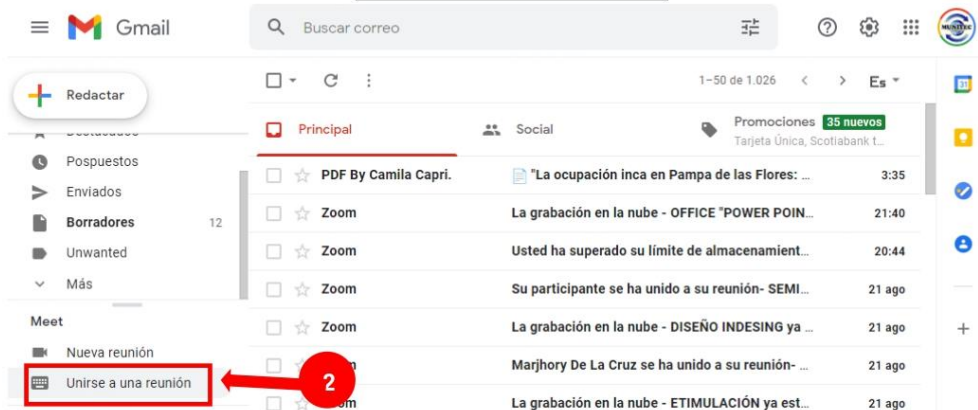 Gmail
Buscar correo
MUNITEC
Redactar
1-50 de 1.026
Es
31
Principal
Social
Promociones 35 nuevos
Tarjeta Única, Scotiabank t...
Destacados
Pospuestos
Enviados
Borradores 12
Unwanted
Más
PDF By Camila Capri. "La ocupación inca en Pampa de las Flores: ... 3:35
Zoom La grabación en la nube - OFFICE "POWER POIN... 21:40
Zoom Usted ha superado su límite de almacenamient... 20:44
Zoom Su participante se ha unido a su reunión- SEMI... 21 ago
Zoom La grabación en la nube - DISEÑO INDESING ya ... 21 ago
Marjhory De La Cruz se ha unido a su reunión- ... 21 ago
La grabación en la nube - ETIMULACIÓN ya est... 21 ago
Meet
Nueva reunión
Unirse a una reunión
2